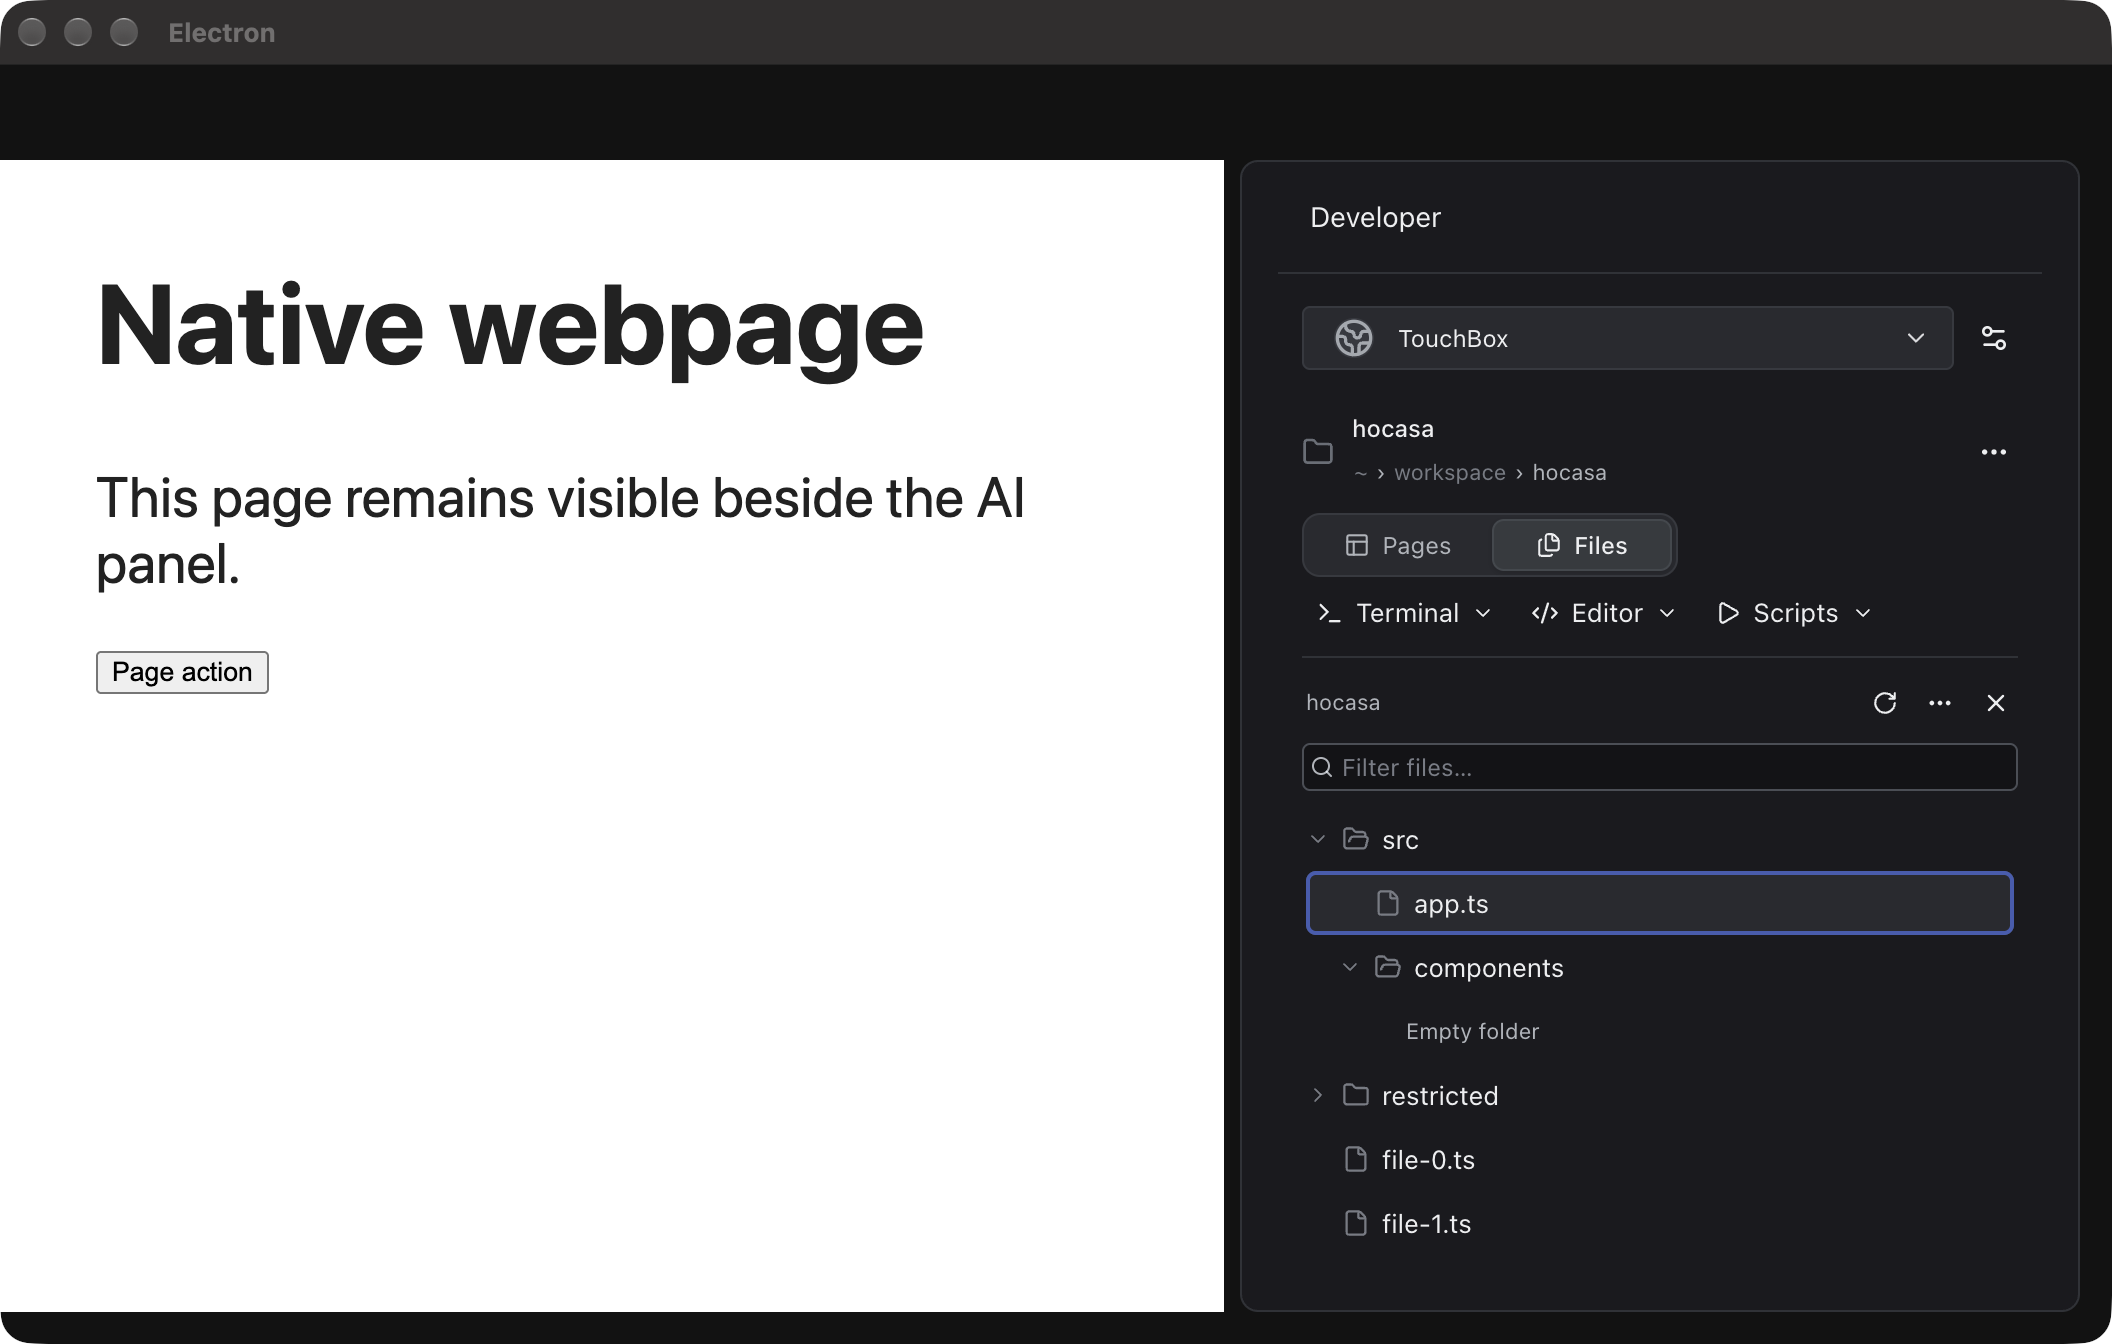 Electron
Native webpage
This page remains visible beside the AI
panel.
Page action
Developer
TouchBox
hocasa
~ › workspace › hocasa
Pages Files
Terminal Editor Scripts
hocasa
Filter files...
src
app.ts
components
Empty folder
restricted
file-0.ts
file-1.ts